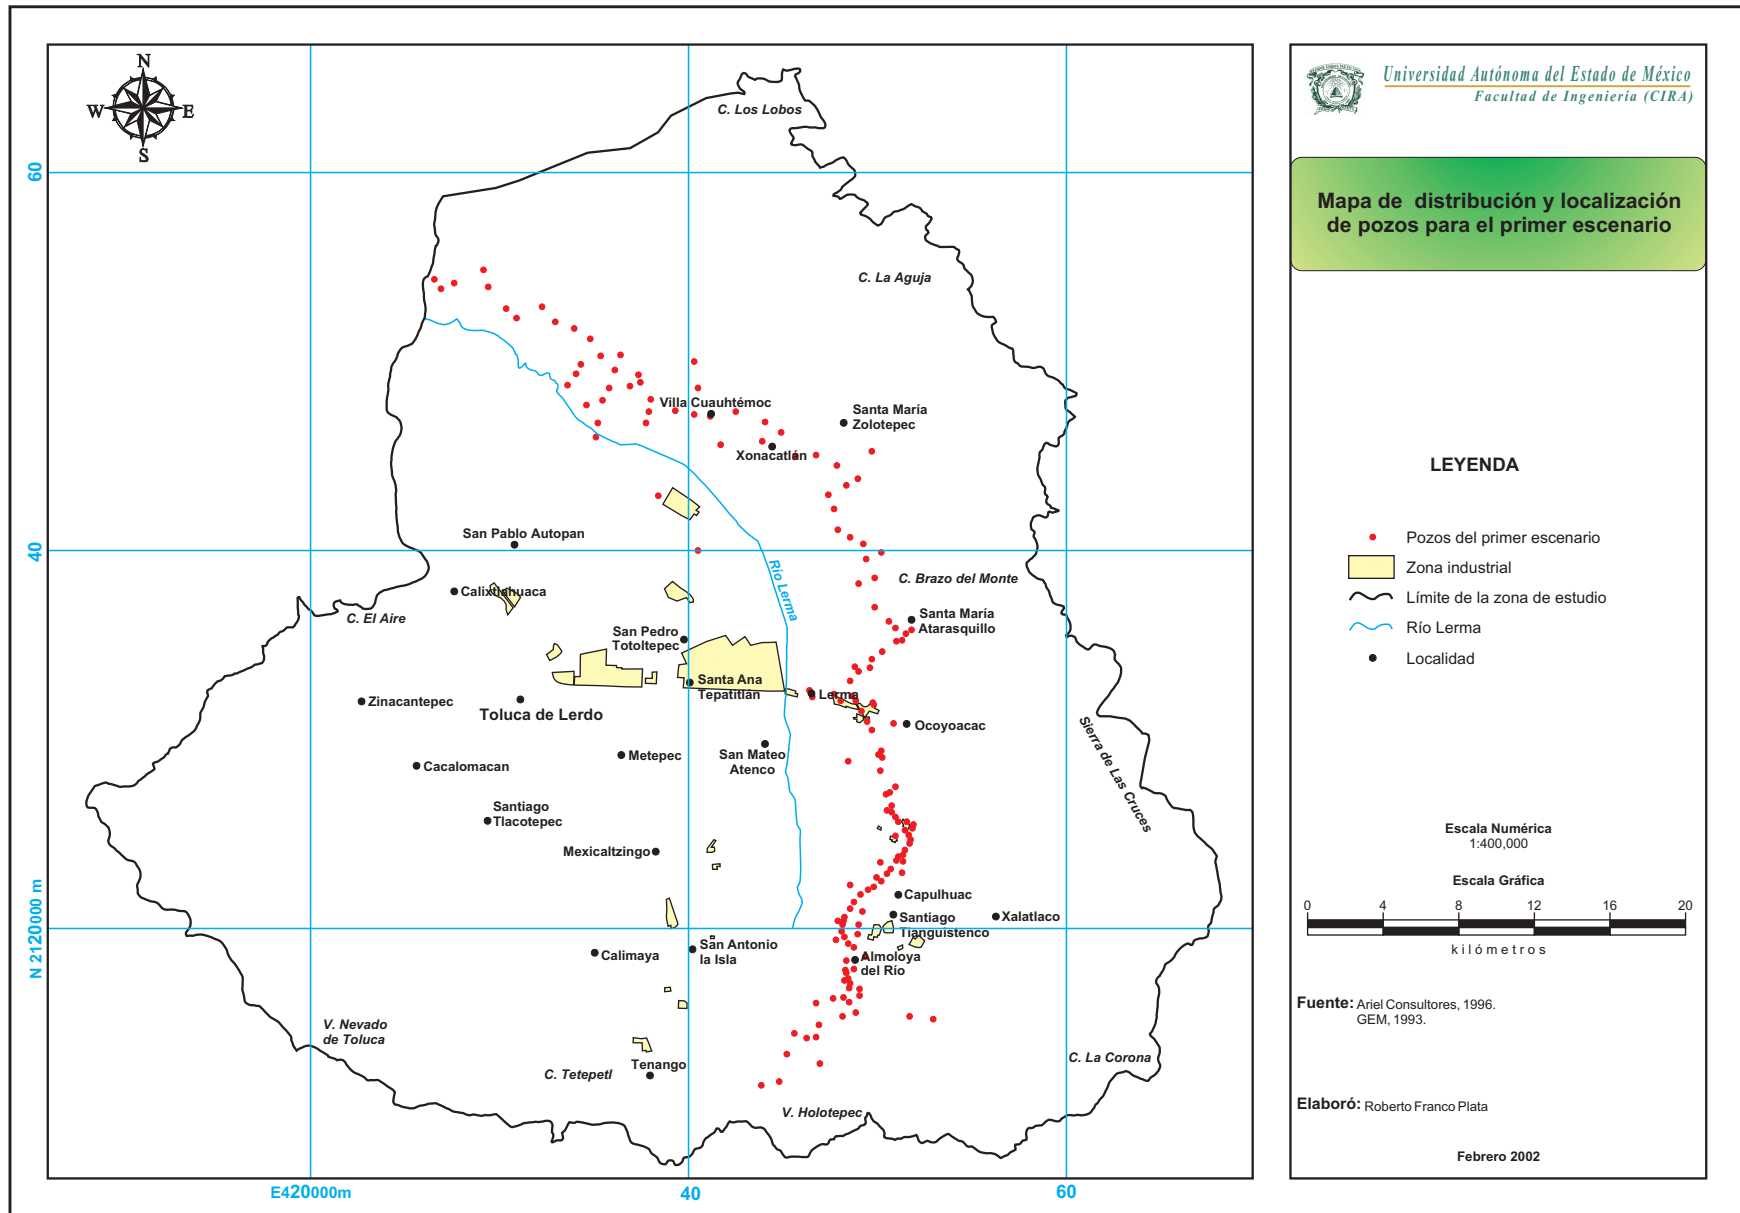 N
W
E
S
C. Los Lobos
60
C. La Aguja
Villa Cuauhtémoc
Santa María
Zolotepec
Xonacatlán
San Pablo Autopan
40
Río Lerma
C. Brazo del Monte
Calixtlahuaca
C. El Aire
Santa María
Atarasquillo
San Pedro
Totoltepec
Santa Ana
Tepatitlán
Lerma
Zinacantepec
Toluca de Lerdo
Ocoyoacac
Sierra de Las Cruces
Metepec
San Mateo
Atenco
Cacalomacan
Santiago
Tlacotepec
Mexicaltzingo
Capulhuac
Santiago
Tianguistenco
Xalatlaco
N 2120000 m
San Antonio
la Isla
Calimaya
Almoloya
del Río
V. Nevado
de Toluca
C. Tetepetl
Tenango
C. La Corona
V. Holotepec
E420000m
40
60
Universidad Autónoma del Estado de México
Facultad de Ingeniería (CIRA)
Mapa de distribución y localización
de pozos para el primer escenario
LEYENDA
Pozos del primer escenario
Zona industrial
Límite de la zona de estudio
Río Lerma
Localidad
Escala Numérica
1:400,000
Escala Gráfica
0 4 8 12 16 20
kilómetros
Fuente: Ariel Consultores, 1996.
GEM, 1993.
Elaboró: Roberto Franco Plata
Febrero 2002